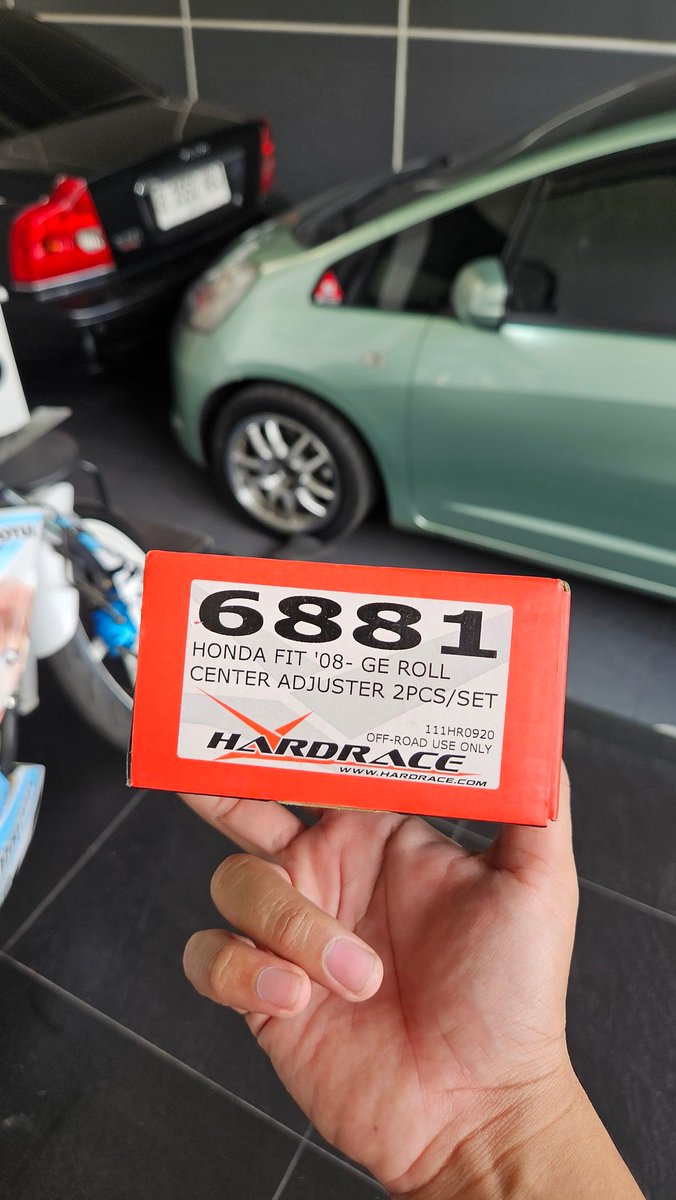 6881
HONDA FIT '08- GE ROLL
CENTER ADJUSTER 2PCS/SET
111HR0920
OFF-ROAD USE ONLY
HARDRACE
WWW.HARDRACE.COM